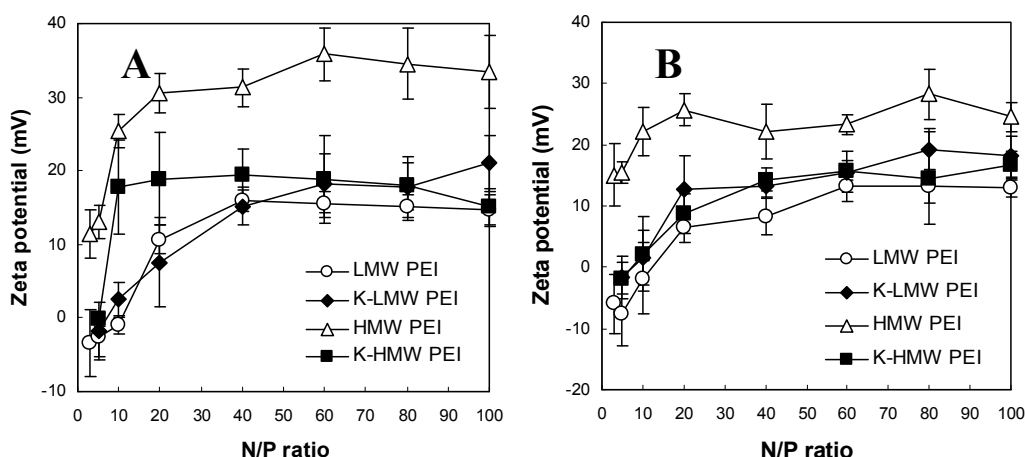 A
Zeta potential (mV)
40
30
20
10
0
-10
LMW PEI
K-LMW PEI
HMW PEI
K-HMW PEI
0 10 20 30 40 50 60 70 80 90 100
N/P ratio
B
Zeta potential (mV)
40
30
20
10
0
-10
-20
LMW PEI
K-LMW PEI
HMW PEI
K-HMW PEI
0 10 20 30 40 50 60 70 80 90 100
N/P ratio